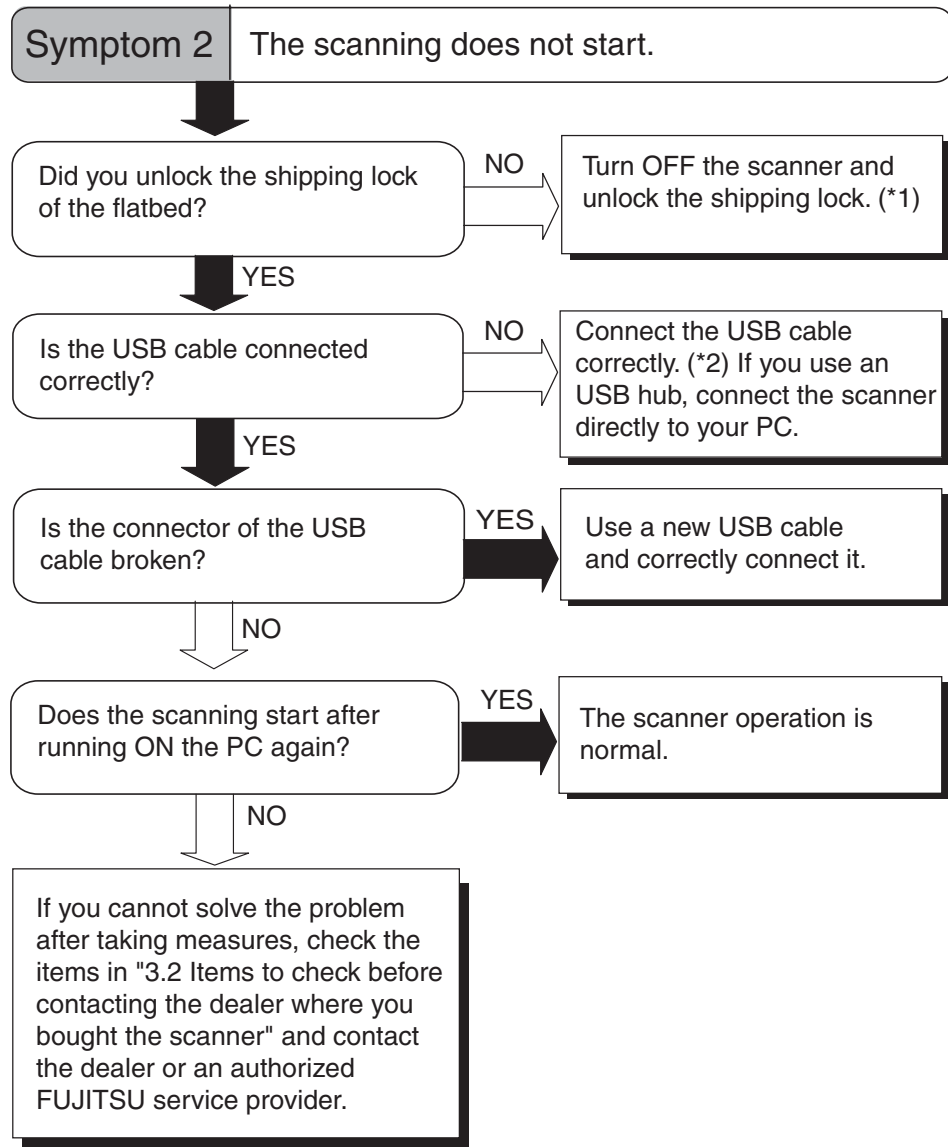 Symptom 2
The scanning does not start.
Did you unlock the shipping lock
of the flatbed?
NO
Turn OFF the scanner and
unlock the shipping lock. (*1)
YES
Is the USB cable connected
correctly?
NO
Connect the USB cable
correctly. (*2) If you use an
USB hub, connect the scanner
directly to your PC.
YES
Is the connector of the USB
cable broken?
YES
Use a new USB cable
and correctly connect it.
NO
Does the scanning start after
running ON the PC again?
YES
The scanner operation is
normal.
NO
If you cannot solve the problem
after taking measures, check the
items in "3.2 Items to check before
contacting the dealer where you
bought the scanner" and contact
the dealer or an authorized
FUJITSU service provider.